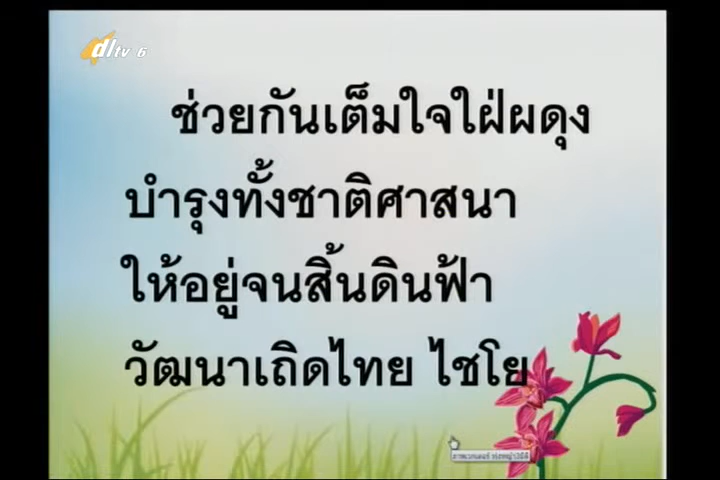 dltv 6
ช่วยกันเต็มใจใฝ่ผดุง
บำรุงทั้งชาติศาสนา
ให้อยู่จนสิ้นดินฟ้า
วัฒนาเถิดไทย ไชโย